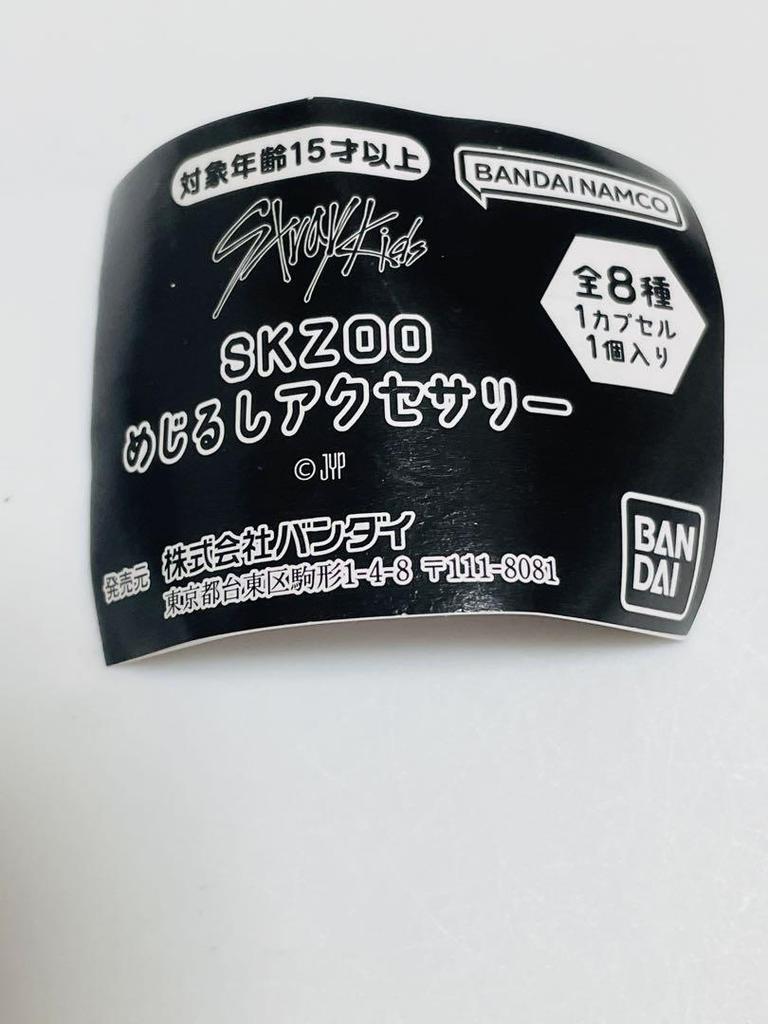 対象年齢15才以上
BANDAI NAMCO
Stray Kids
全8種
1カプセル
1個入り
SKZOO
めじるしアクセサリー
© JYP
発売元 株式会社バンダイ
東京都台東区駒形1-4-8 〒111-8081
BAN
DAI